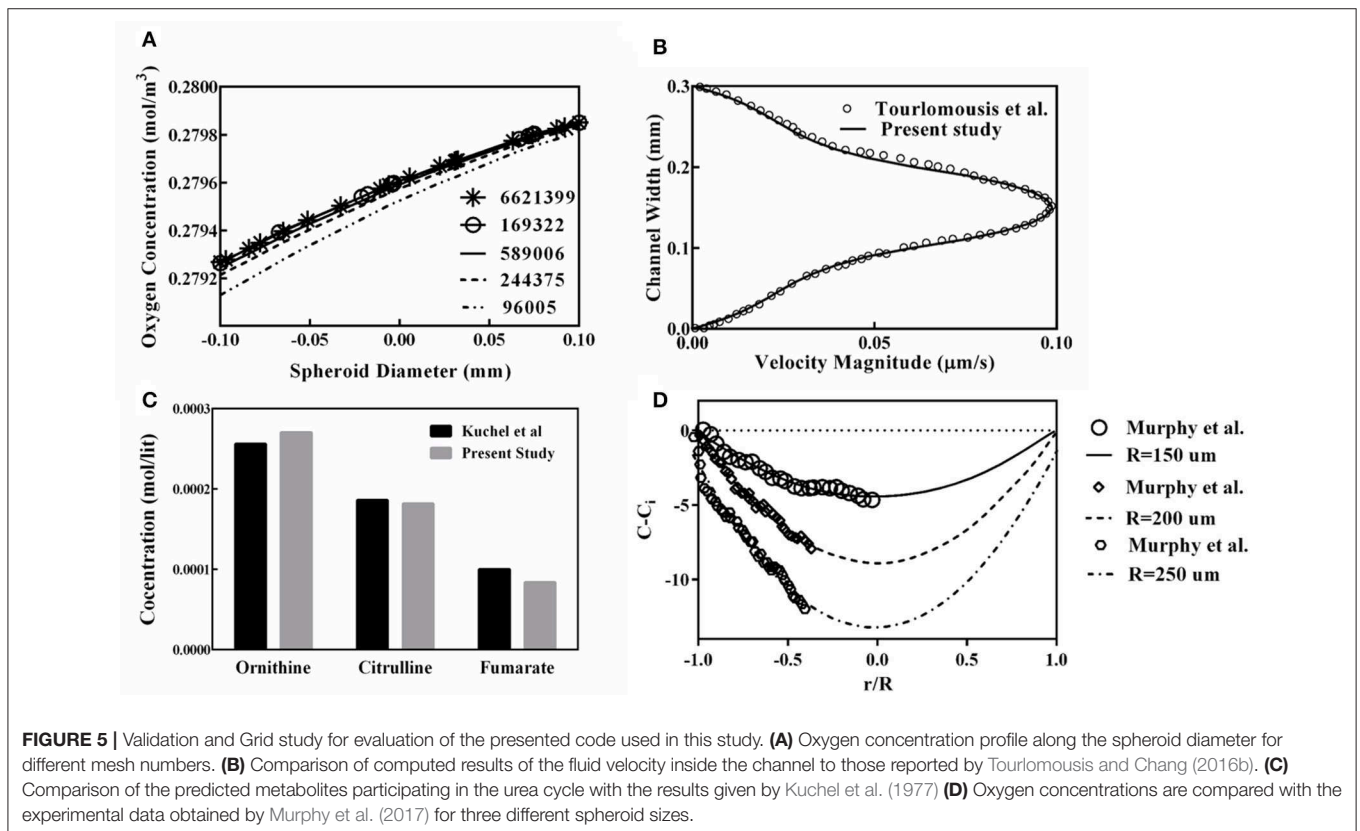 A
Oxygen Concentration (mol/m³)
0.2800
0.2798
0.2796
0.2794
0.2792
6621399
169322
589006
244375
96005
-0.10
-0.05
0.00
0.05
0.10
Spheroid Diameter (mm)
B
Channel Width (mm)
0.3
0.2
0.1
0.0
Tourlomousis et al.
Present study
0.00
0.05
0.10
Velocity Magnitude (μm/s)
C
Cocentration (mol/lit)
0.0003
0.0002
0.0001
0.0000
Kuchel et al
Present Study
Ornithine
Citrulline
Fumarate
D
C-Cᵢ
0
-5
-10
-1.0
-0.5
0.0
0.5
1.0
r/R
Murphy et al.
R=150 um
Murphy et al.
R=200 um
Murphy et al.
R=250 um
FIGURE 5 | Validation and Grid study for evaluation of the presented code used in this study. (A) Oxygen concentration profile along the spheroid diameter for
different mesh numbers. (B) Comparison of computed results of the fluid velocity inside the channel to those reported by Tourlomousis and Chang (2016b). (C)
Comparison of the predicted metabolites participating in the urea cycle with the results given by Kuchel et al. (1977) (D) Oxygen concentrations are compared with the
experimental data obtained by Murphy et al. (2017) for three different spheroid sizes.